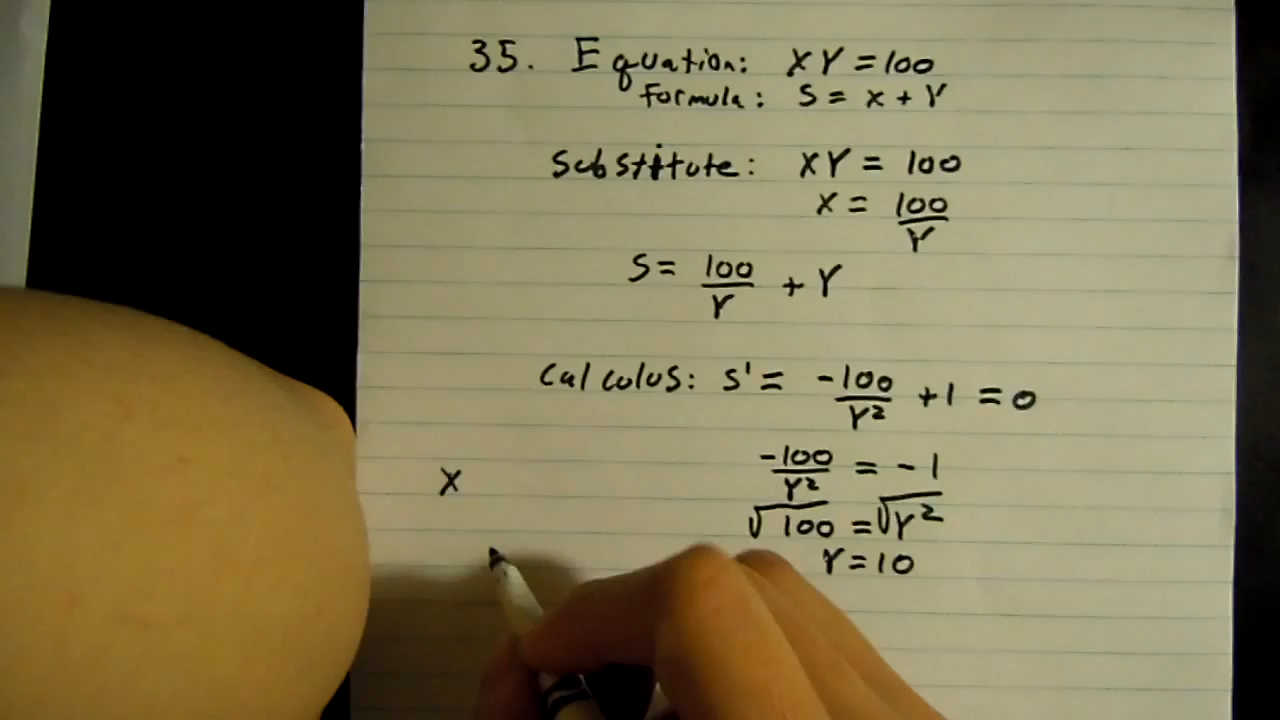 35. Equation: XY = 100
Formula: S = X + Y
Substitute: XY = 100
X = 100/Y
S = 100/Y + Y
Calculus: S' = -100/Y² + 1 = 0
-100/Y² = -1
X
√100 = √Y²
Y = 10